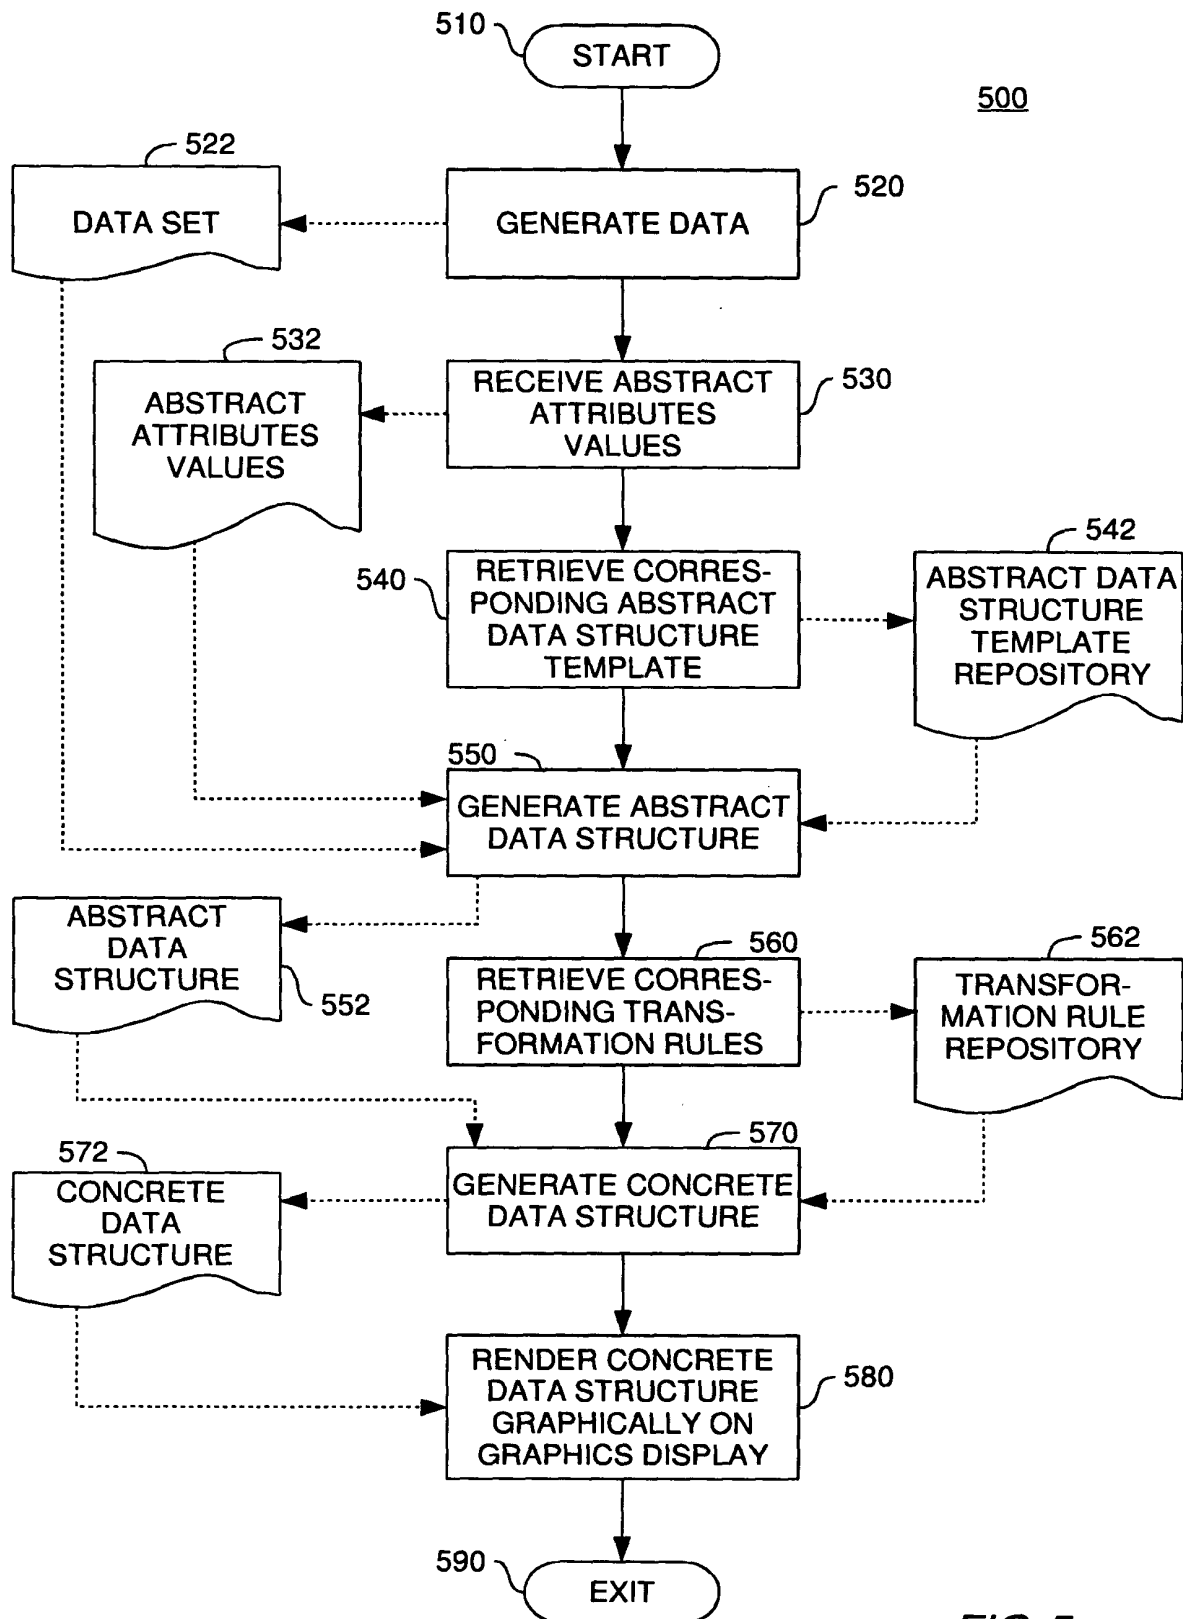 510
START
500
522
DATA SET
520
GENERATE DATA
532
ABSTRACT
ATTRIBUTES
VALUES
530
RECEIVE ABSTRACT
ATTRIBUTES
VALUES
540
RETRIEVE CORRES-
PONDING ABSTRACT
DATA STRUCTURE
TEMPLATE
542
ABSTRACT DATA
STRUCTURE
TEMPLATE
REPOSITORY
550
GENERATE ABSTRACT
DATA STRUCTURE
ABSTRACT
DATA
STRUCTURE
552
560
RETRIEVE CORRES-
PONDING TRANS-
FORMATION RULES
562
TRANSFOR-
MATION RULE
REPOSITORY
572
CONCRETE
DATA
STRUCTURE
570
GENERATE CONCRETE
DATA STRUCTURE
RENDER CONCRETE
DATA STRUCTURE
GRAPHICALLY ON
GRAPHICS DISPLAY
580
590
EXIT